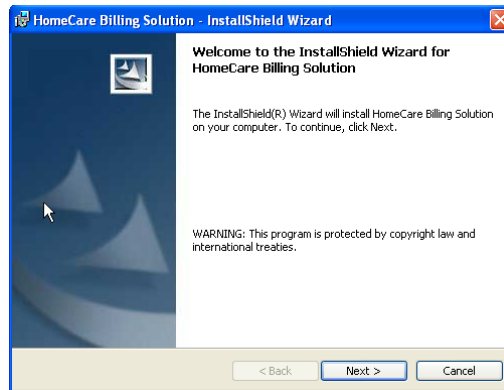 HomeCare Billing Solution - InstallShield Wizard
Welcome to the InstallShield Wizard for
HomeCare Billing Solution
The InstallShield(R) Wizard will install HomeCare Billing Solution
on your computer. To continue, click Next.
WARNING: This program is protected by copyright law and
international treaties.
< Back Next > Cancel